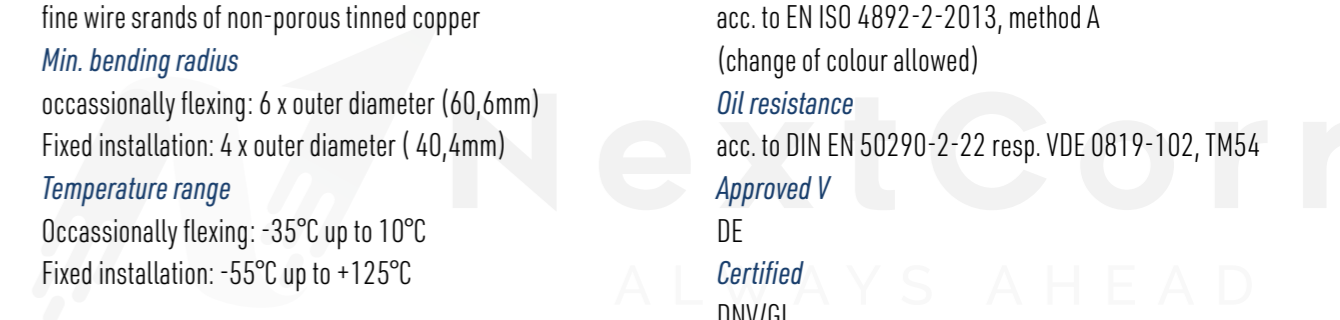 fine wire srands of non-porous tinned copper
Min. bending radius
occassionally flexing: 6 x outer diameter (60,6mm)
Fixed installation: 4 x outer diameter ( 40,4mm)
Temperature range
Occassionally flexing: -35°C up to 10°C
Fixed installation: -55°C up to +125°C
acc. to EN ISO 4892-2-2013, method A
(change of colour allowed)
Oil resistance
acc. to DIN EN 50290-2-22 resp. VDE 0819-102, TM54
Approved V
DE
Certified
DNV/GL
NextCom
ALWAYS AHEAD